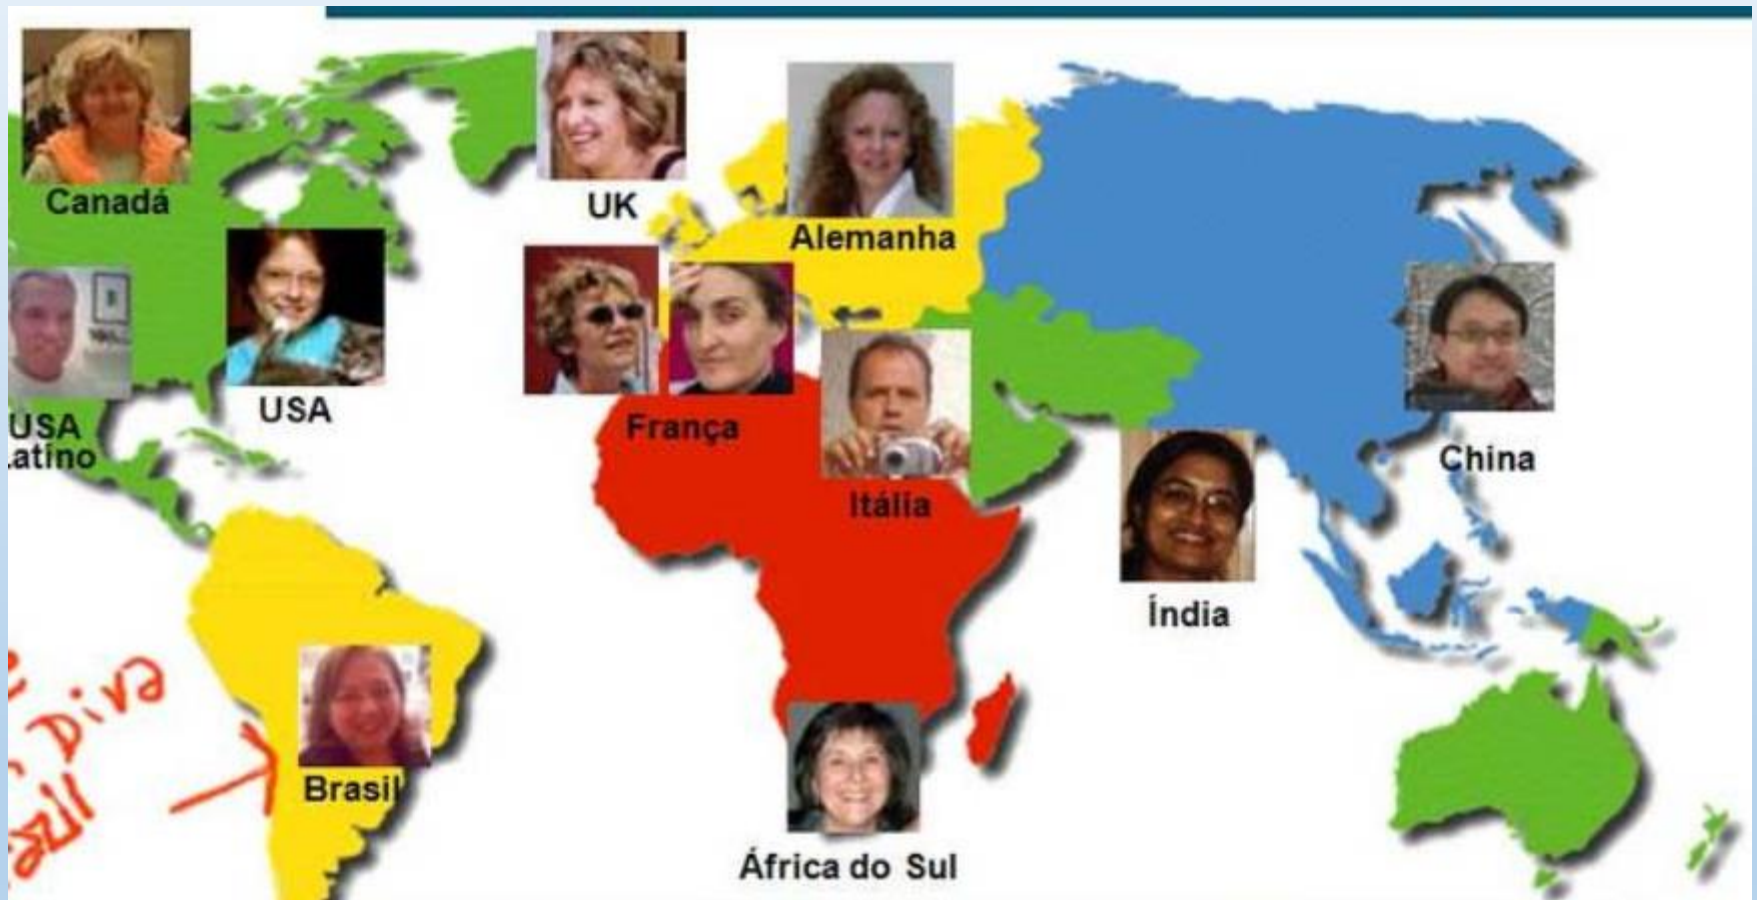 Canadá
UK
Alemanha
USA
USA
atino
França
Itália
China
Índia
Diva
Brasil
África do Sul